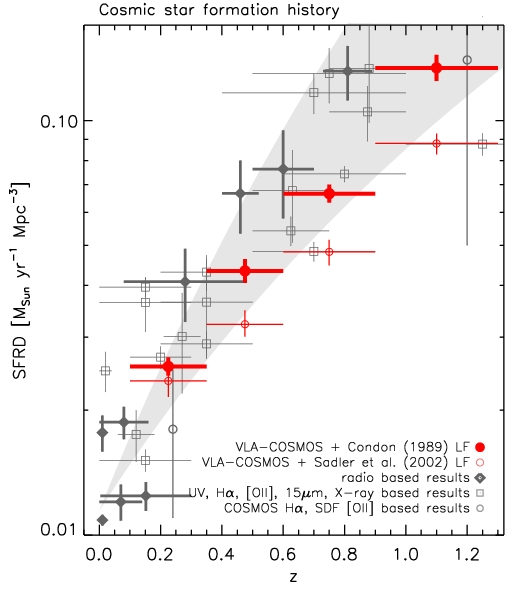 Cosmic star formation history
0.10
0.01
SFRD [M_Sun yr⁻¹ Mpc⁻³]
VLA-COSMOS + Condon (1989) LF
VLA-COSMOS + Sadler et al. (2002) LF
radio based results
UV, Hα, [OII], 15μm, X-ray based results
COSMOS Hα, SDF [OII] based results
0.0 0.2 0.4 0.6 0.8 1.0 1.2
z